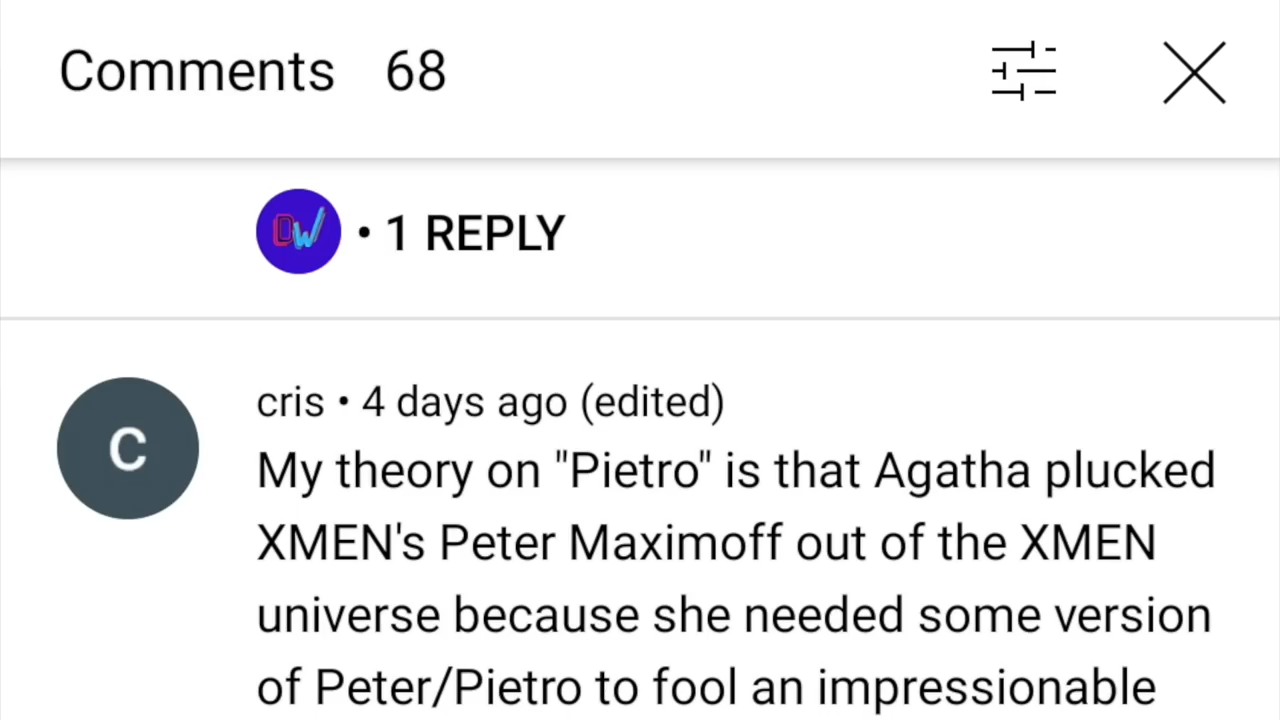 Comments 68
DW • 1 REPLY
C
cris • 4 days ago (edited)
My theory on "Pietro" is that Agatha plucked
XMEN's Peter Maximoff out of the XMEN
universe because she needed some version
of Peter/Pietro to fool an impressionable